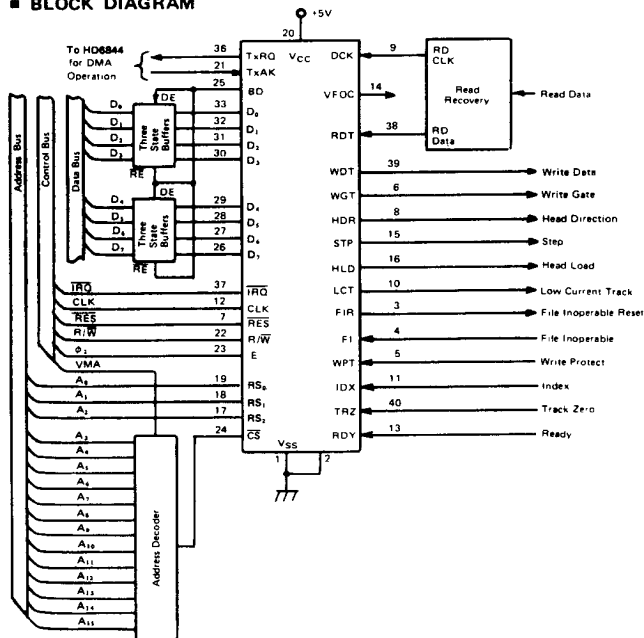 ■ BLOCK DIAGRAM
+5V
20
VCC
To HD6844
for DMA
Operation
36 TxRQ
21 TxAK
25 BD
DE
D0 33 D0
D1 32 D1
D2 31 D2
D3 30 D3
Three
State
Buffers
RE
DE
D4 29 D4
D5 28 D5
D6 27 D6
D7 26 D7
Three
State
Buffers
RE
Address Bus
Control Bus
Data Bus
IRQ 37 IRQ
CLK 12 CLK
RES 7 RES
R/W 22 R/W
φ2 23 E
VMA
A0 19 RS0
A1 18 RS1
A2 17 RS2
24 CS
A3
A4
A5
A6
A7
A8
A9
A10
A11
A12
A13
A14
A15
Address Decoder
VSS
1 2
DCK 9 RD
CLK
VFOC 14
Read
Recovery
Read Data
RDT 38 RD
Data
WDT 39 Write Data
WGT 6 Write Gate
HDR 8 Head Direction
STP 15 Step
HLD 16 Head Load
LCT 10 Low Current Track
FIR 3 File Inoperable Reset
FI 4 File Inoperable
WPT 5 Write Protect
IDX 11 Index
TRZ 40 Track Zero
RDY 13 Ready